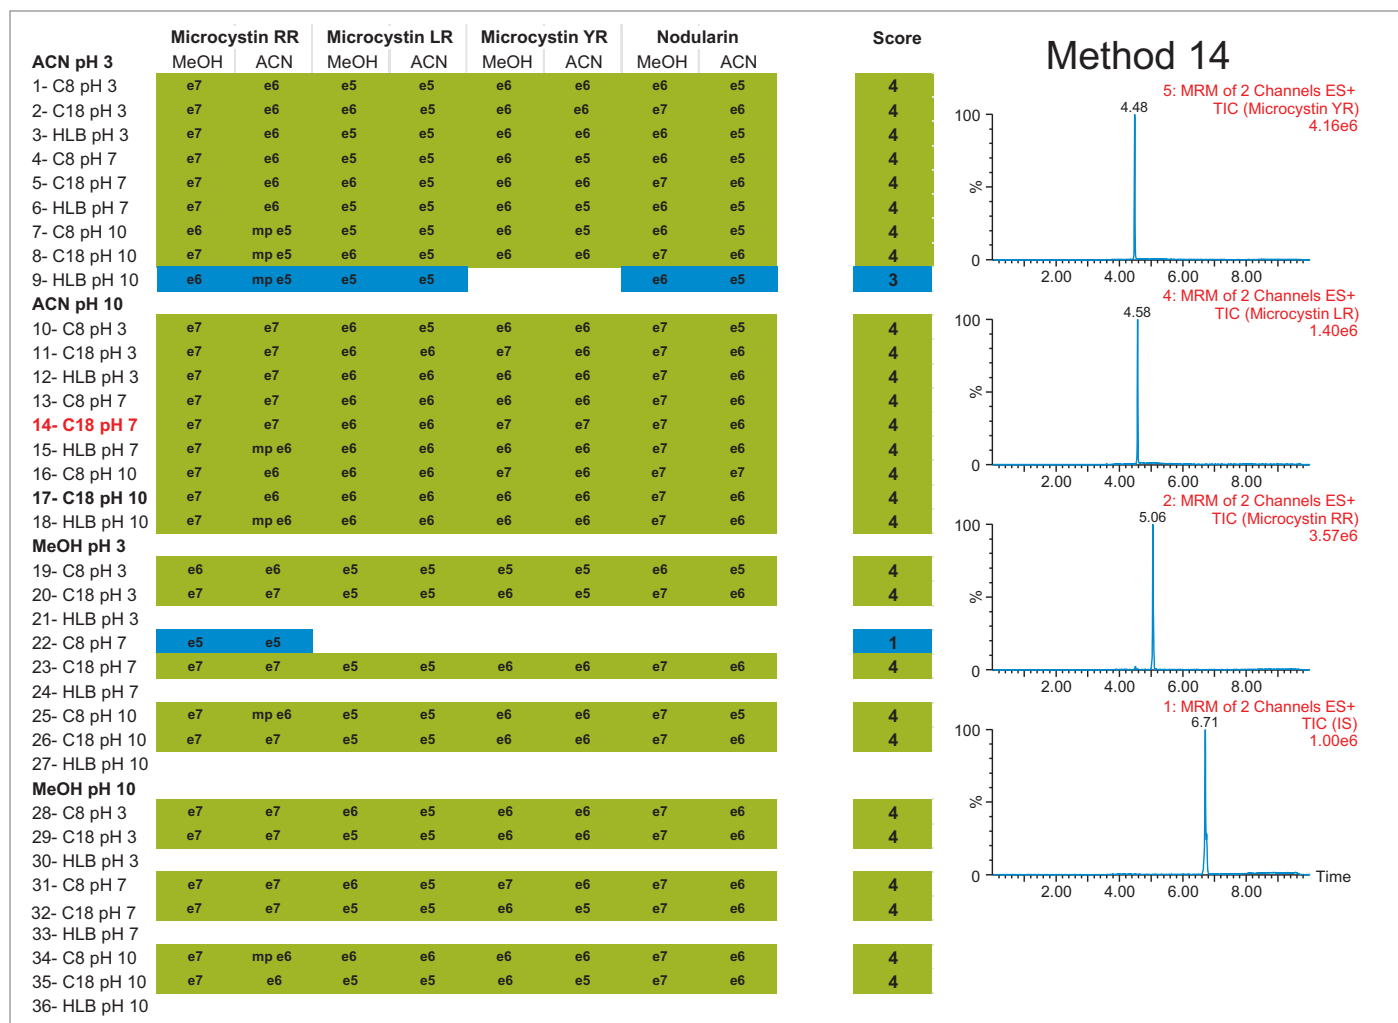 Microcystin RR Microcystin LR Microcystin YR Nodularin Score
ACN pH 3 MeOH ACN MeOH ACN MeOH ACN MeOH ACN
1- C8 pH 3 e7 e6 e5 e5 e6 e6 e6 e5 4
2- C18 pH 3 e7 e6 e6 e5 e6 e6 e7 e6 4
3- HLB pH 3 e7 e6 e6 e5 e6 e6 e6 e5 4
4- C8 pH 7 e7 e6 e5 e5 e6 e5 e6 e5 4
5- C18 pH 7 e7 e6 e6 e5 e6 e6 e7 e6 4
6- HLB pH 7 e7 e6 e5 e5 e6 e6 e6 e5 4
7- C8 pH 10 e6 mp e5 e5 e5 e6 e5 e6 e5 4
8- C18 pH 10 e7 mp e5 e5 e5 e6 e6 e7 e6 4
9- HLB pH 10 e6 mp e5 e5 e5 e6 e5 3
ACN pH 10
10- C8 pH 3 e7 e7 e6 e5 e6 e6 e7 e5 4
11- C18 pH 3 e7 e7 e6 e6 e7 e6 e7 e6 4
12- HLB pH 3 e7 e7 e6 e6 e6 e6 e7 e6 4
13- C8 pH 7 e7 e7 e6 e6 e6 e6 e7 e6 4
14- C18 pH 7 e7 e7 e6 e6 e7 e7 e7 e6 4
15- HLB pH 7 e7 mp e6 e6 e6 e6 e6 e7 e6 4
16- C8 pH 10 e7 e6 e6 e6 e7 e6 e7 e7 4
17- C18 pH 10 e7 e6 e6 e6 e6 e6 e7 e6 4
18- HLB pH 10 e7 mp e6 e6 e6 e6 e6 e7 e6 4
MeOH pH 3
19- C8 pH 3 e6 e6 e5 e5 e5 e5 e6 e5 4
20- C18 pH 3 e7 e7 e5 e5 e6 e5 e7 e6 4
21- HLB pH 3
22- C8 pH 7 e5 e5 1
23- C18 pH 7 e7 e7 e5 e5 e6 e6 e7 e6 4
24- HLB pH 7
25- C8 pH 10 e7 mp e6 e5 e5 e6 e6 e7 e5 4
26- C18 pH 10 e7 e7 e5 e5 e6 e6 e7 e6 4
27- HLB pH 10
MeOH pH 10
28- C8 pH 3 e7 e7 e6 e5 e6 e6 e7 e6 4
29- C18 pH 3 e7 e7 e5 e5 e6 e6 e7 e6 4
30- HLB pH 3
31- C8 pH 7 e7 e7 e6 e5 e7 e6 e7 e6 4
32- C18 pH 7 e7 e7 e5 e5 e6 e5 e7 e6 4
33- HLB pH 7
34- C8 pH 10 e7 mp e6 e6 e6 e6 e6 e7 e6 4
35- C18 pH 10 e7 e6 e5 e5 e6 e5 e7 e6 4
36- HLB pH 10
Method 14
5: MRM of 2 Channels ES+
TIC (Microcystin YR)
4.16e6
4.48
100
%
0
2.00 4.00 6.00 8.00
4: MRM of 2 Channels ES+
TIC (Microcystin LR)
1.40e6
4.58
100
%
0
2.00 4.00 6.00 8.00
2: MRM of 2 Channels ES+
TIC (Microcystin RR)
3.57e6
5.06
100
%
0
2.00 4.00 6.00 8.00
1: MRM of 2 Channels ES+
TIC (IS)
1.00e6
6.71
100
%
0
Time
2.00 4.00 6.00 8.00